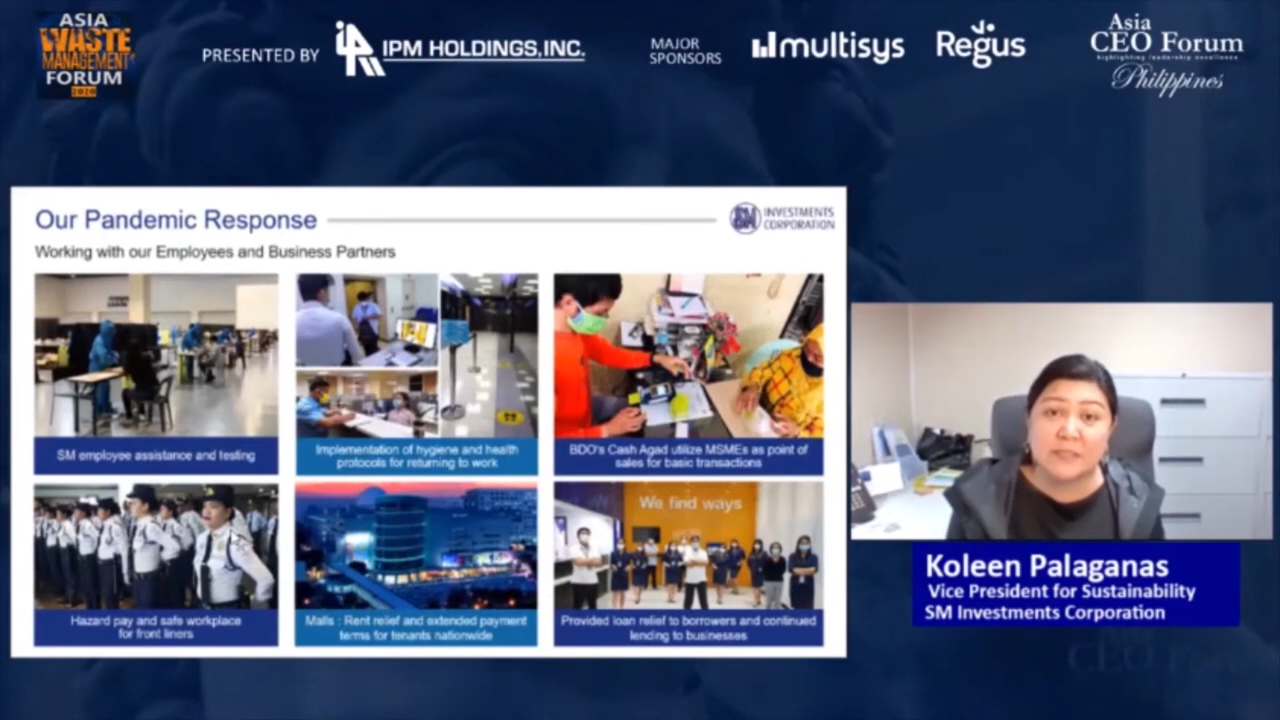 ASIA
WASTE
MANAGEMENT
FORUM
2020
PRESENTED BY
IPM HOLDINGS, INC.
MAJOR
SPONSORS
multisys
Regus
Asia
CEO Forum
highlighting leadership excellence
Philippines
Our Pandemic Response
SM INVESTMENTS
CORPORATION
Working with our Employees and Business Partners
SM employee assistance and testing
Implementation of hygiene and health
protocols for returning to work
BDO's Cash Agad utilize MSMEs as point of
sales for basic transactions
We find ways
Hazard pay and safe workplace
for front liners
Malls : Rent relief and extended payment
terms for tenants nationwide
Provided loan relief to borrowers and continued
lending to businesses
Koleen Palaganas
Vice President for Sustainability
SM Investments Corporation
CEO